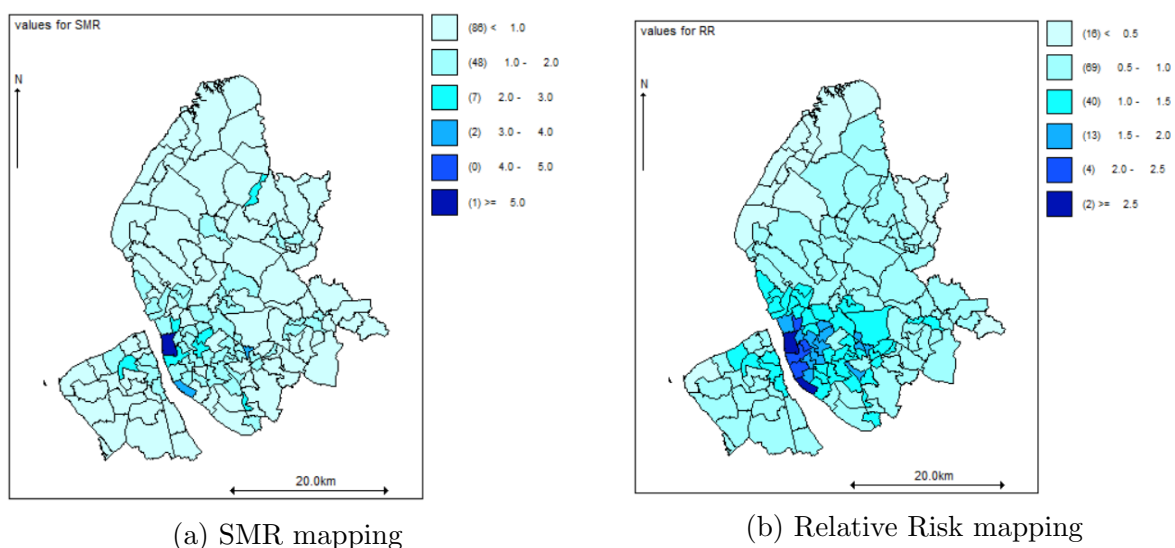 values for SMR
(86) < 1.0
(48) 1.0 - 2.0
(7) 2.0 - 3.0
(2) 3.0 - 4.0
(0) 4.0 - 5.0
(1) >= 5.0
N
20.0km
(a) SMR mapping
values for RR
(16) < 0.5
(69) 0.5 - 1.0
(40) 1.0 - 1.5
(13) 1.5 - 2.0
(4) 2.0 - 2.5
(2) >= 2.5
N
20.0km
(b) Relative Risk mapping